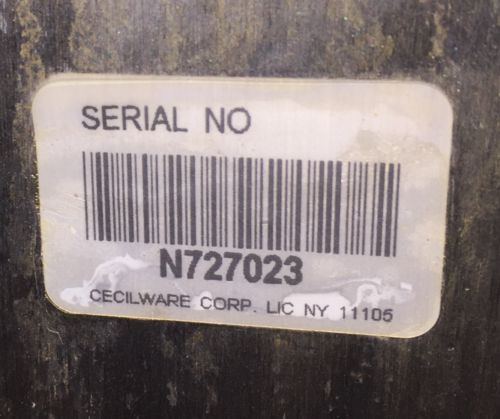 SERIAL NO
N727023
CECILWARE CORP. LIC NY 11105